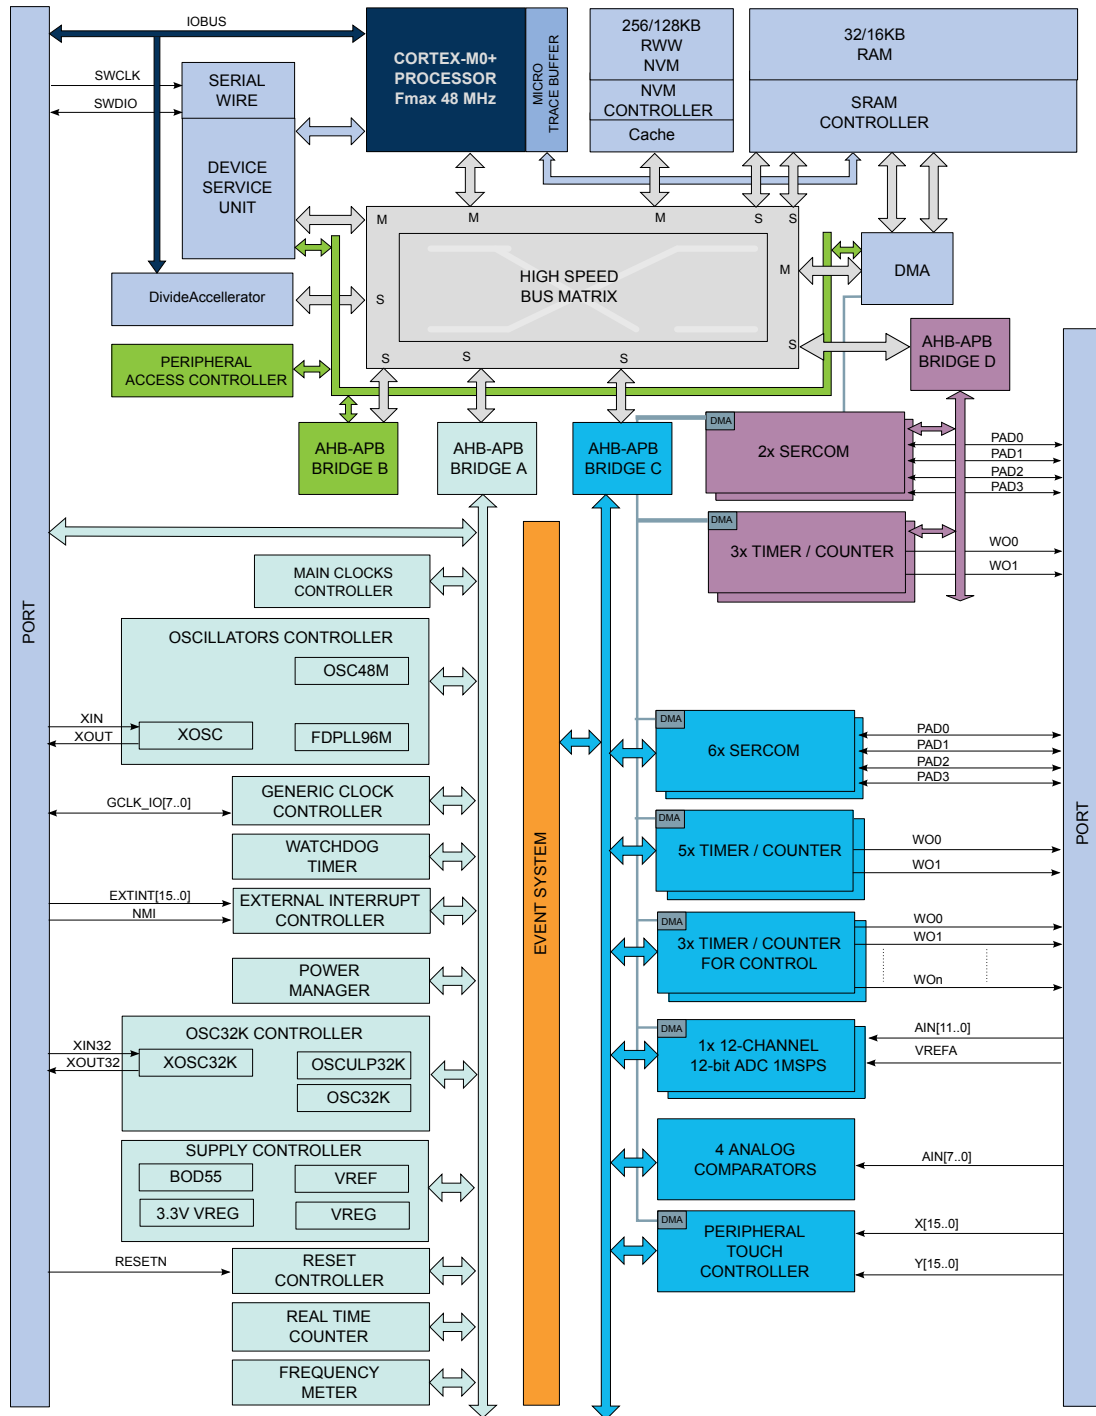 IOBUS
SWCLK
SWDIO
SERIAL
WIRE
DEVICE
SERVICE
UNIT
CORTEX-M0+
PROCESSOR
Fmax 48 MHz
MICRO
TRACE BUFFER
256/128KB
RWW
NVM
NVM
CONTROLLER
Cache
32/16KB
RAM
SRAM
CONTROLLER
M
M
M
S
S
HIGH SPEED
BUS MATRIX
M
S
S
S
S
S
DMA
DivideAccellerator
PERIPHERAL
ACCESS CONTROLLER
AHB-APB
BRIDGE B
AHB-APB
BRIDGE A
AHB-APB
BRIDGE C
AHB-APB
BRIDGE D
DMA
2x SERCOM
PAD0
PAD1
PAD2
PAD3
DMA
3x TIMER / COUNTER
WO0
WO1
PORT
MAIN CLOCKS
CONTROLLER
OSCILLATORS CONTROLLER
OSC48M
XIN
XOUT
XOSC
FDPLL96M
GCLK_IO[7..0]
GENERIC CLOCK
CONTROLLER
WATCHDOG
TIMER
EXTINT[15..0]
NMI
EXTERNAL INTERRUPT
CONTROLLER
POWER
MANAGER
OSC32K CONTROLLER
XIN32
XOUT32
XOSC32K
OSCULP32K
OSC32K
SUPPLY CONTROLLER
BOD55
VREF
3.3V VREG
VREG
RESETN
RESET
CONTROLLER
REAL TIME
COUNTER
FREQUENCY
METER
EVENT SYSTEM
DMA
6x SERCOM
PAD0
PAD1
PAD2
PAD3
DMA
5x TIMER / COUNTER
WO0
WO1
DMA
3x TIMER / COUNTER
FOR CONTROL
WO0
WO1
WOn
DMA
1x 12-CHANNEL
12-bit ADC 1MSPS
AIN[11..0]
VREFA
4 ANALOG
COMPARATORS
AIN[7..0]
DMA
PERIPHERAL
TOUCH
CONTROLLER
X[15..0]
Y[15..0]
PORT